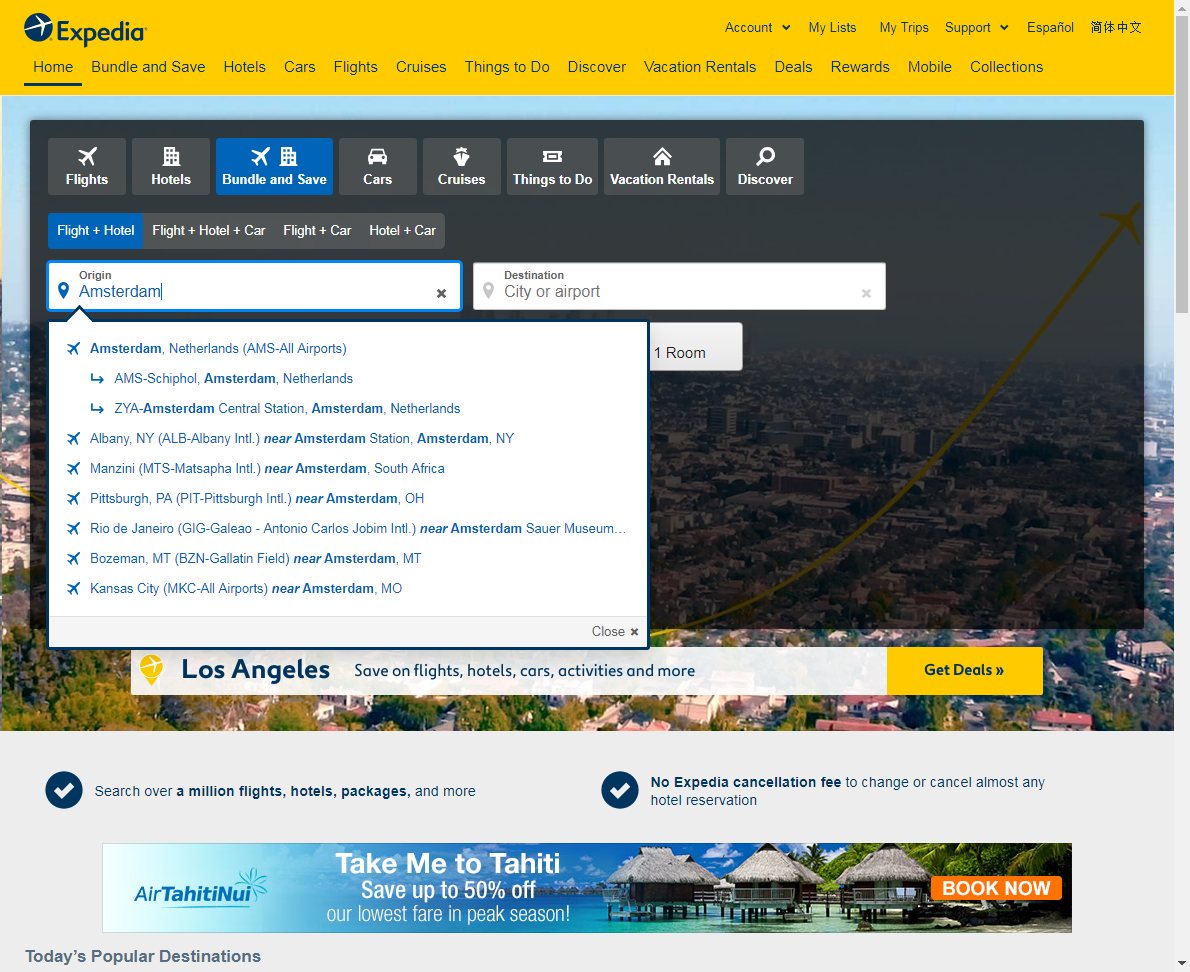 Expedia
Account My Lists My Trips Support Español 简体中文
Home Bundle and Save Hotels Cars Flights Cruises Things to Do Discover Vacation Rentals Deals Rewards Mobile Collections
Flights Hotels Bundle and Save Cars Cruises Things to Do Vacation Rentals Discover
Flight + Hotel Flight + Hotel + Car Flight + Car Hotel + Car
Origin
Amsterdam
Destination
City or airport
1 Room
Amsterdam, Netherlands (AMS-All Airports)
AMS-Schiphol, Amsterdam, Netherlands
ZYA-Amsterdam Central Station, Amsterdam, Netherlands
Albany, NY (ALB-Albany Intl.) near Amsterdam Station, Amsterdam, NY
Manzini (MTS-Matsapha Intl.) near Amsterdam, South Africa
Pittsburgh, PA (PIT-Pittsburgh Intl.) near Amsterdam, OH
Rio de Janeiro (GIG-Galeao - Antonio Carlos Jobim Intl.) near Amsterdam Sauer Museum...
Bozeman, MT (BZN-Gallatin Field) near Amsterdam, MT
Kansas City (MKC-All Airports) near Amsterdam, MO
Close
Los Angeles Save on flights, hotels, cars, activities and more Get Deals »
Search over a million flights, hotels, packages, and more
No Expedia cancellation fee to change or cancel almost any
hotel reservation
AirTahitiNui
Take Me to Tahiti
Save up to 50% off
our lowest fare in peak season!
BOOK NOW
Today's Popular Destinations